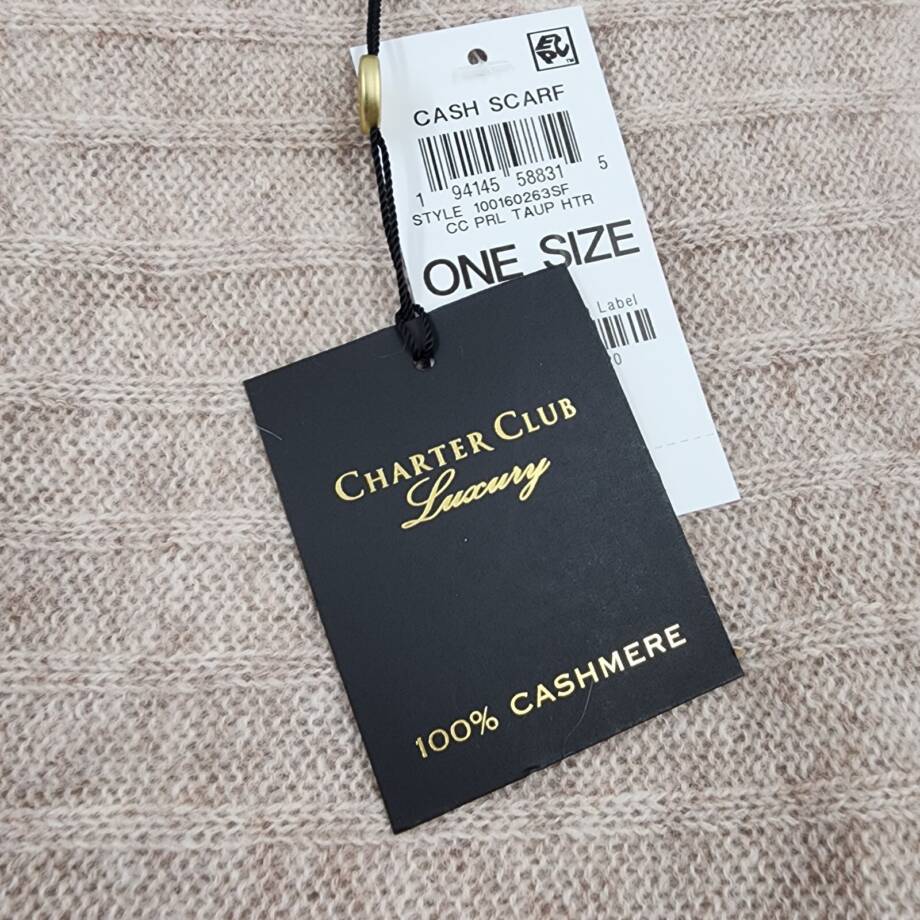 CASH SCARF
1 94145 58831 5
STYLE 100160263SF
CC PRL TAUP HTR
ONE SIZE
Label
CHARTER CLUB
Luxury
100% CASHMERE